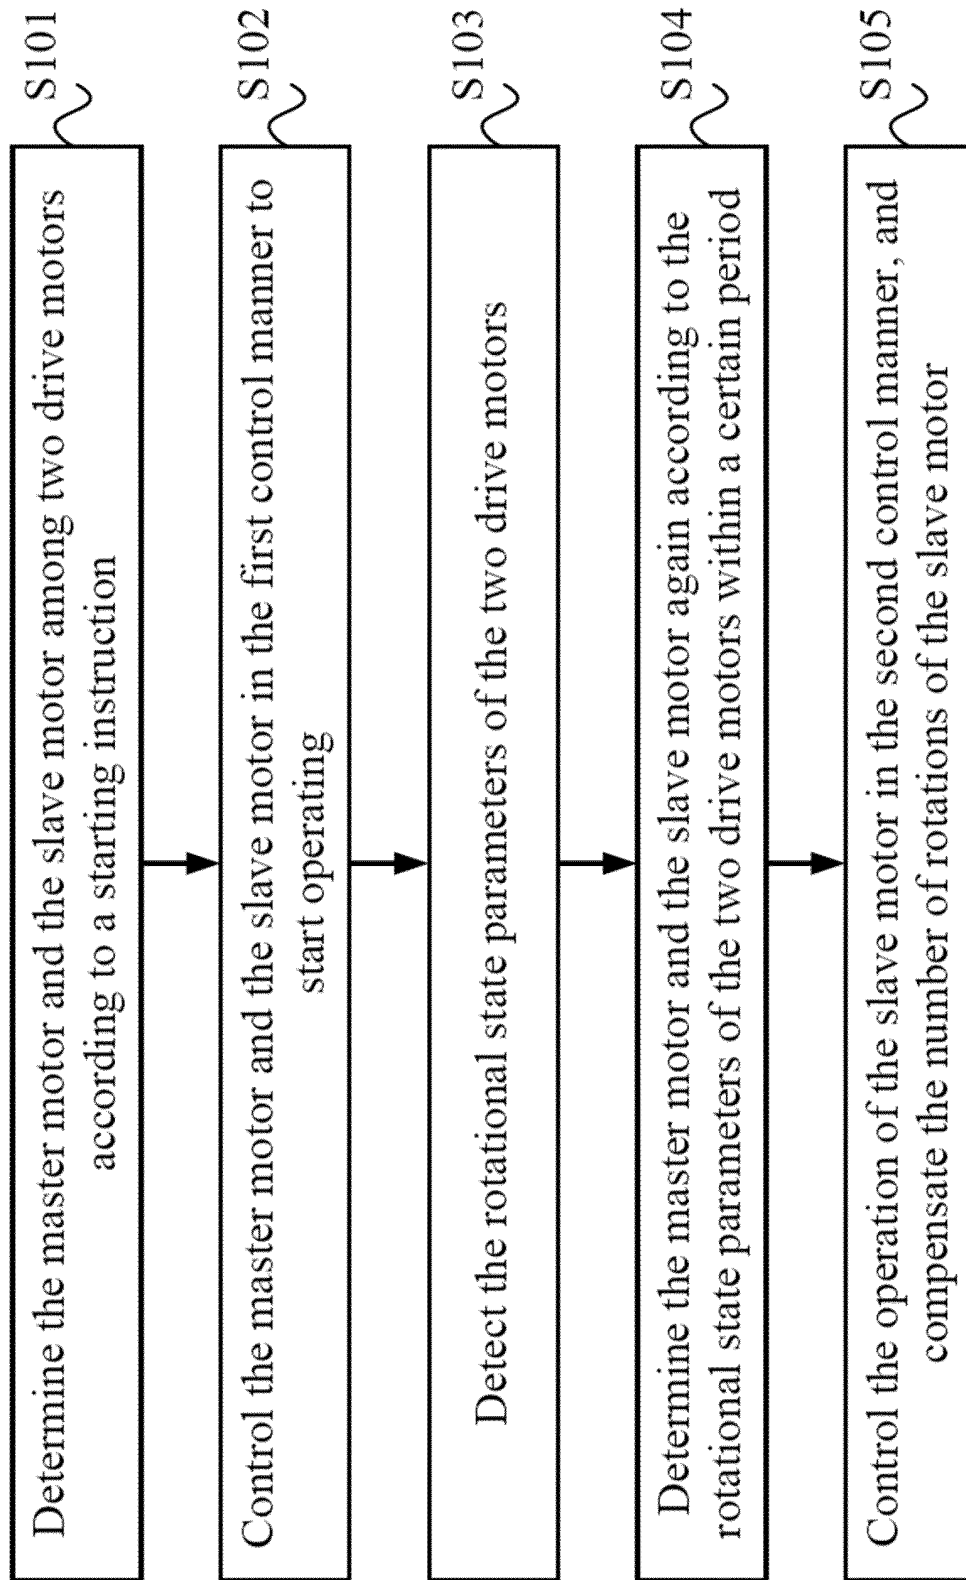 S101
Determine the master motor and the slave motor among two drive motors
according to a starting instruction
S102
Control the master motor and the slave motor in the first control manner to
start operating
S103
Detect the rotational state parameters of the two drive motors
S104
Determine the master motor and the slave motor again according to the
rotational state parameters of the two drive motors within a certain period
S105
Control the operation of the slave motor in the second control manner, and
compensate the number of rotations of the slave motor